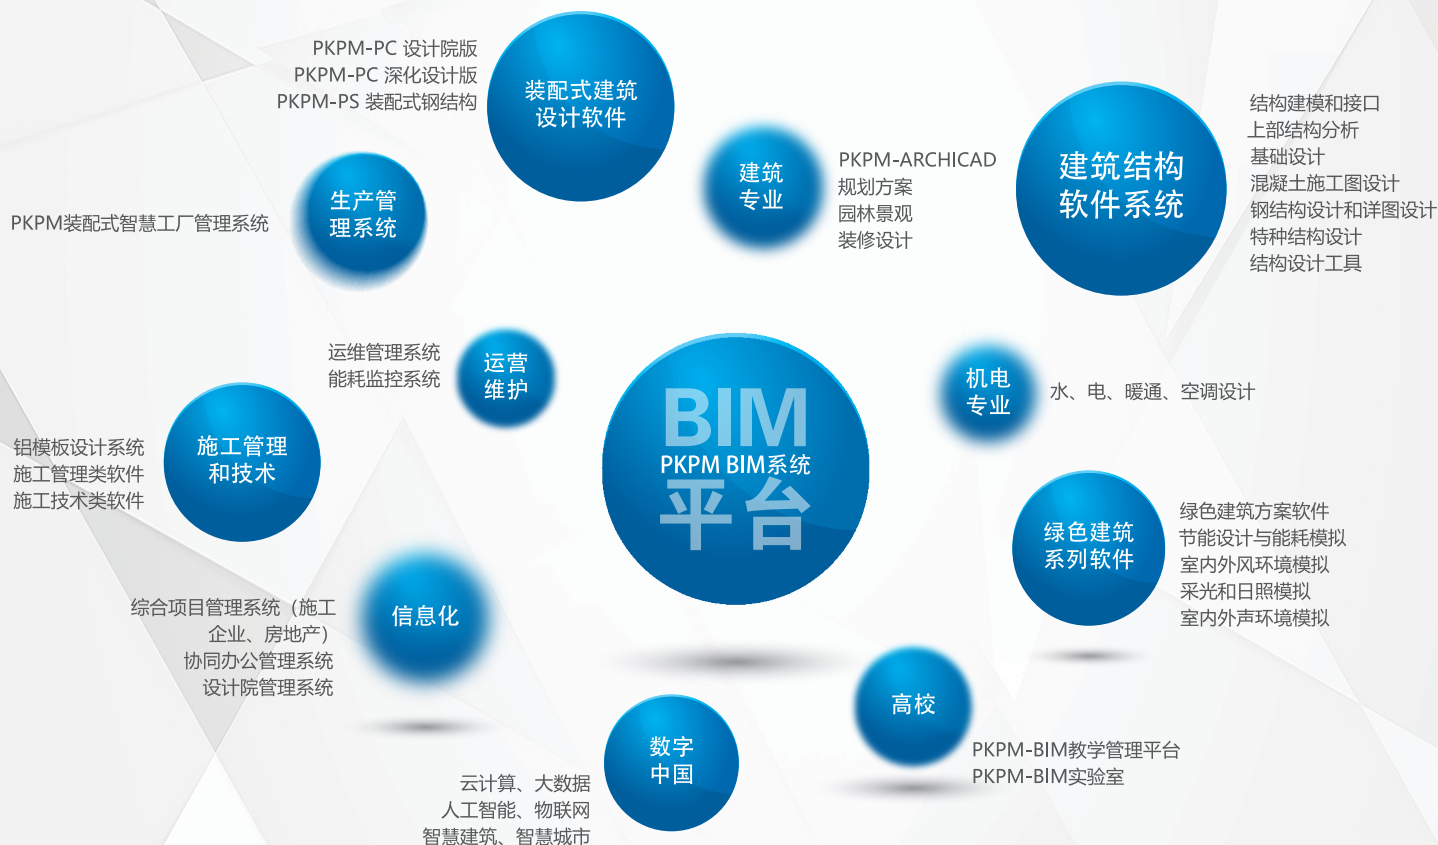 PKPM-PC 设计院版
PKPM-PC 深化设计版
PKPM-PS 装配式钢结构
装配式建筑
设计软件
建筑
专业
PKPM-ARCHICAD
规划方案
园林景观
装修设计
建筑结构
软件系统
结构建模和接口
上部结构分析
基础设计
混凝土施工图设计
钢结构设计和详图设计
特种结构设计
结构设计工具
PKPM装配式智慧工厂管理系统
生产管
理系统
运维管理系统
能耗监控系统
运营
维护
BIM
PKPM BIM系统
平台
机电
专业
水、电、暖通、空调设计
铝模板设计系统
施工管理类软件
施工技术类软件
施工管理
和技术
绿色建筑
系列软件
绿色建筑方案软件
节能设计与能耗模拟
室内外风环境模拟
采光和日照模拟
室内外声环境模拟
综合项目管理系统（施工
企业、房地产）
协同办公管理系统
设计院管理系统
信息化
高校
PKPM-BIM教学管理平台
PKPM-BIM实验室
数字
中国
云计算、大数据
人工智能、物联网
智慧建筑、智慧城市